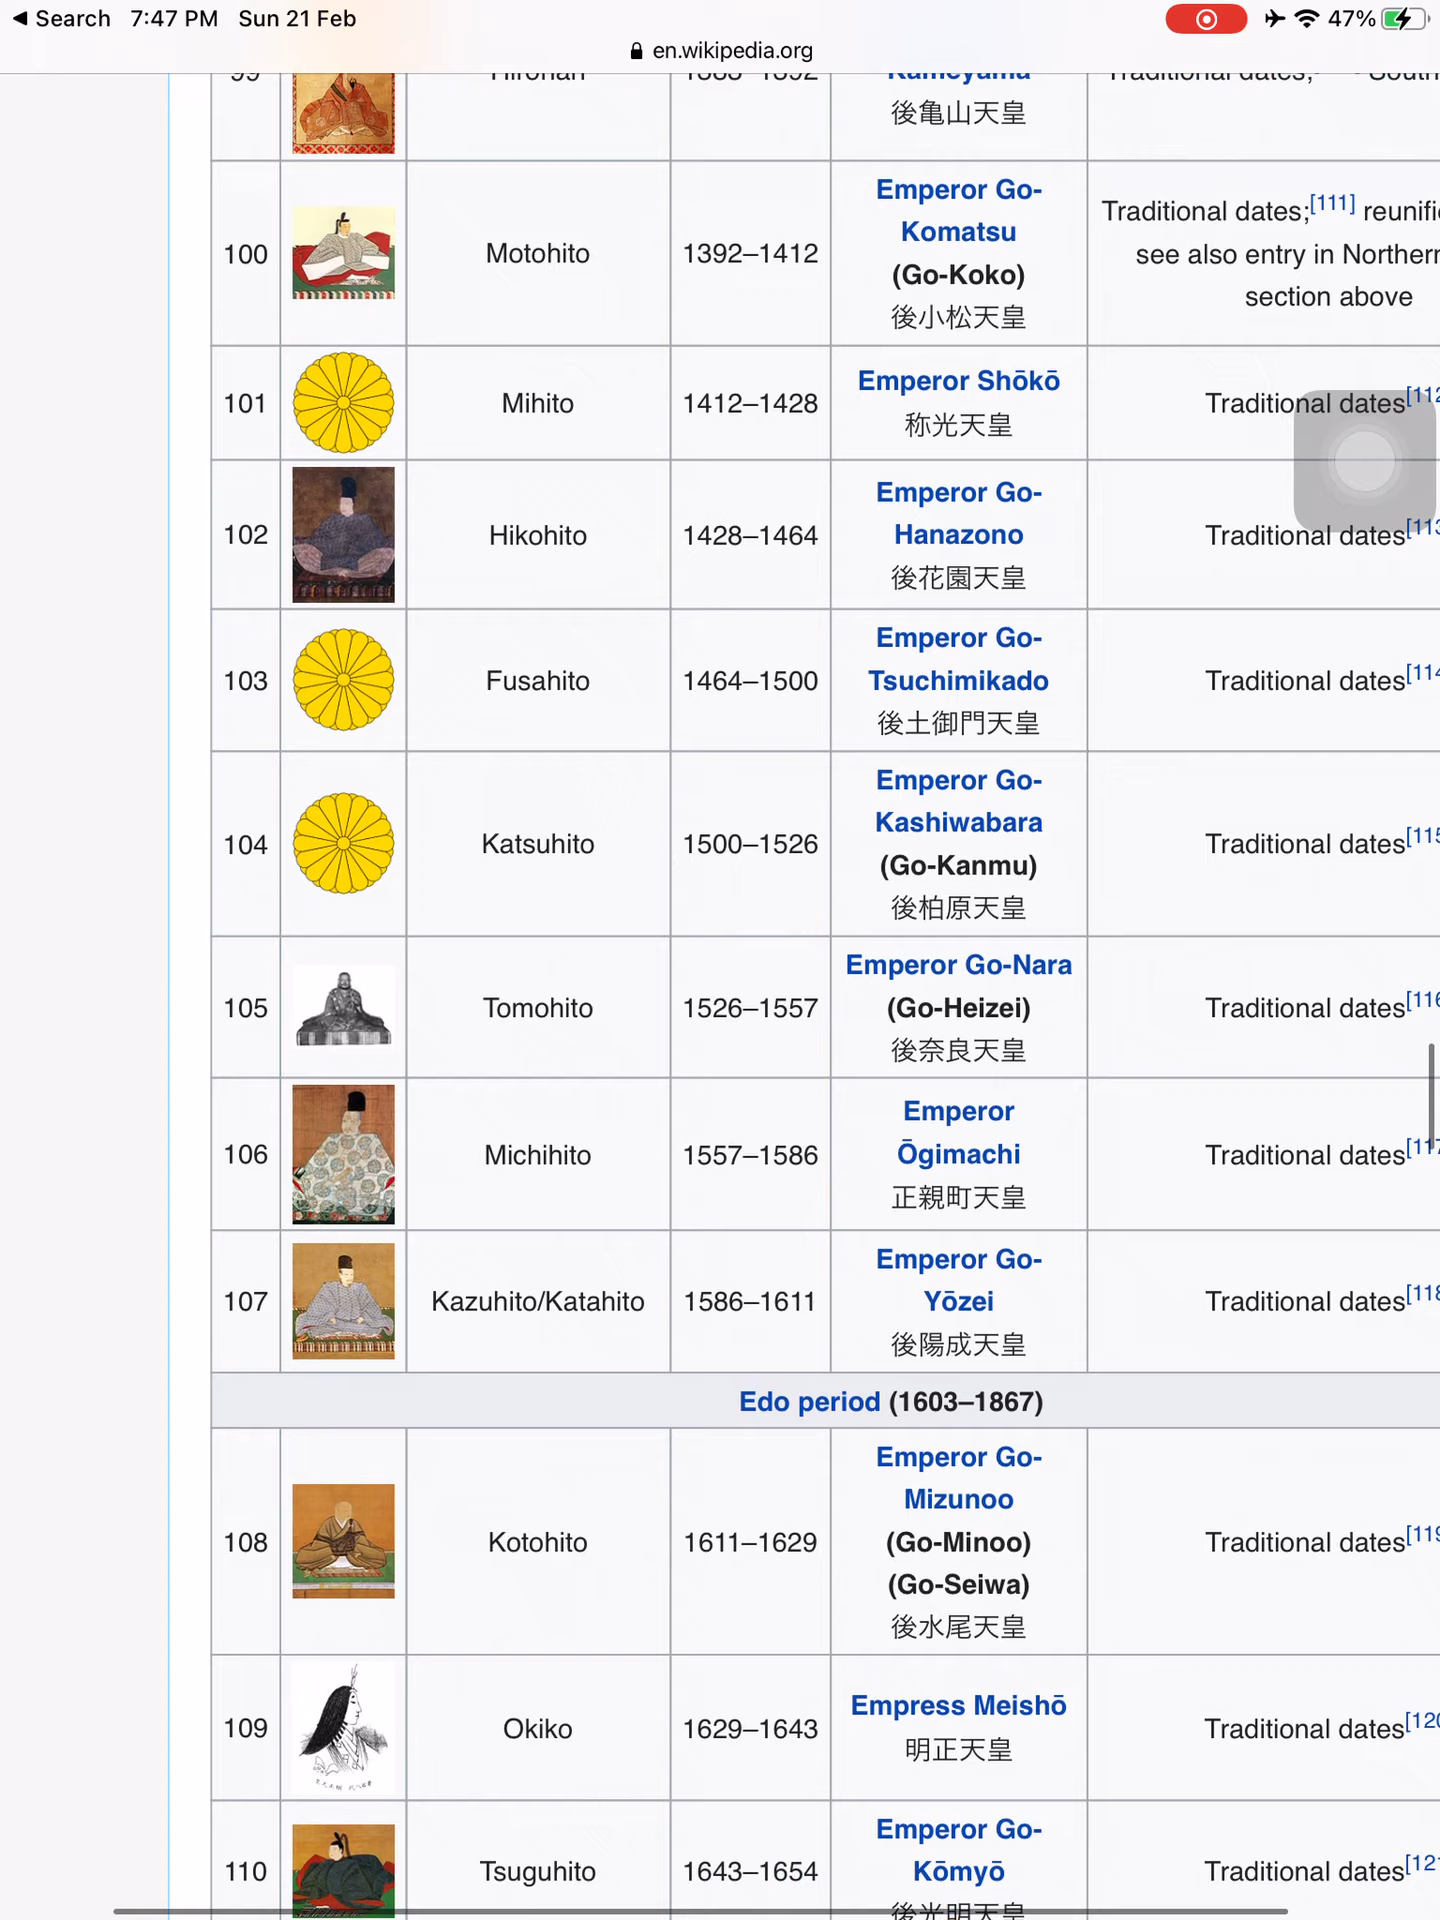 Search 7:47 PM Sun 21 Feb 47%
en.wikipedia.org
後亀山天皇
100 Motohito 1392–1412 Emperor Go-
Komatsu
(Go-Koko)
後小松天皇
Traditional dates;[111]
see also entry in Northern
section above
101 Mihito 1412–1428 Emperor Shōkō
称光天皇
Traditional dates
102 Hikohito 1428–1464 Emperor Go-
Hanazono
後花園天皇
Traditional dates
103 Fusahito 1464–1500 Emperor Go-
Tsuchimikado
後土御門天皇
Traditional dates
104 Katsuhito 1500–1526 Emperor Go-
Kashiwabara
(Go-Kanmu)
後柏原天皇
Traditional dates
105 Tomohito 1526–1557 Emperor Go-Nara
(Go-Heizei)
後奈良天皇
Traditional dates
106 Michihito 1557–1586 Emperor
Ōgimachi
正親町天皇
Traditional dates
107 Kazuhito/Katahito 1586–1611 Emperor Go-
Yōzei
後陽成天皇
Traditional dates
Edo period (1603–1867)
108 Kotohito 1611–1629 Emperor Go-
Mizunoo
(Go-Minoo)
(Go-Seiwa)
後水尾天皇
Traditional dates
109 Okiko 1629–1643 Empress Meishō
明正天皇
Traditional dates
110 Tsuguhito 1643–1654 Emperor Go-
Kōmyō
Traditional dates